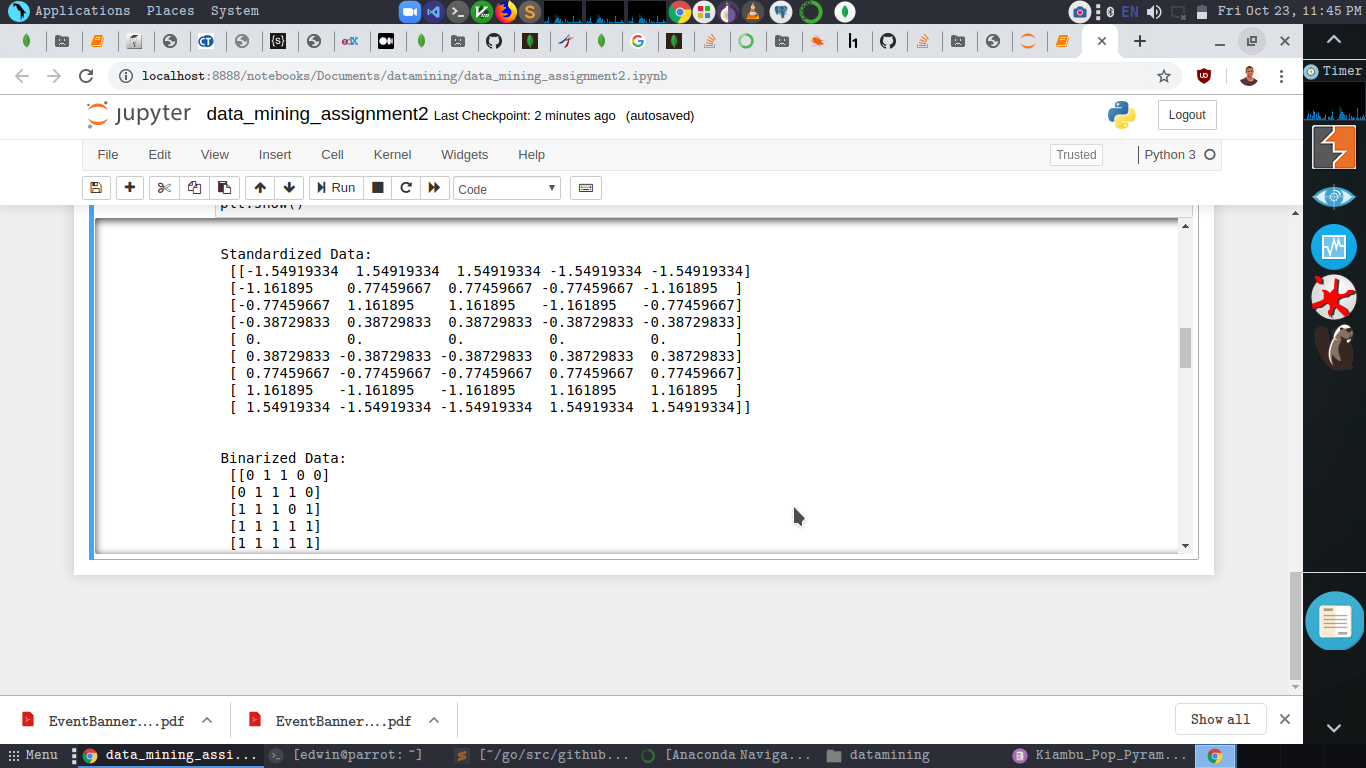 Applications Places System EN Fri Oct 23, 11:45 PM
Timer
localhost:8888/notebooks/Documents/datamining/data_mining_assignment2.ipynb
jupyter data_mining_assignment2 Last Checkpoint: 2 minutes ago (autosaved) Logout
File Edit View Insert Cell Kernel Widgets Help Trusted Python 3
Run Code
plt.show()
Standardized Data:
[[-1.54919334 1.54919334 1.54919334 -1.54919334 -1.54919334]
[-1.161895 0.77459667 0.77459667 -0.77459667 -1.161895 ]
[-0.77459667 1.161895 1.161895 -1.161895 -0.77459667]
[-0.38729833 0.38729833 0.38729833 -0.38729833 -0.38729833]
[ 0. 0. 0. 0. 0. ]
[ 0.38729833 -0.38729833 -0.38729833 0.38729833 0.38729833]
[ 0.77459667 -0.77459667 -0.77459667 0.77459667 0.77459667]
[ 1.161895 -1.161895 -1.161895 1.161895 1.161895 ]
[ 1.54919334 -1.54919334 -1.54919334 1.54919334 1.54919334]]
Binarized Data:
[[0 1 1 0 0]
[0 1 1 1 0]
[1 1 1 0 1]
[1 1 1 1 1]
[1 1 1 1 1]
EventBanner....pdf EventBanner....pdf Show all
Menu data_mining_assi... [edwin@parrot: ~] [~/go/src/github... [Anaconda Naviga... datamining Kiambu_Pop_Pyram...